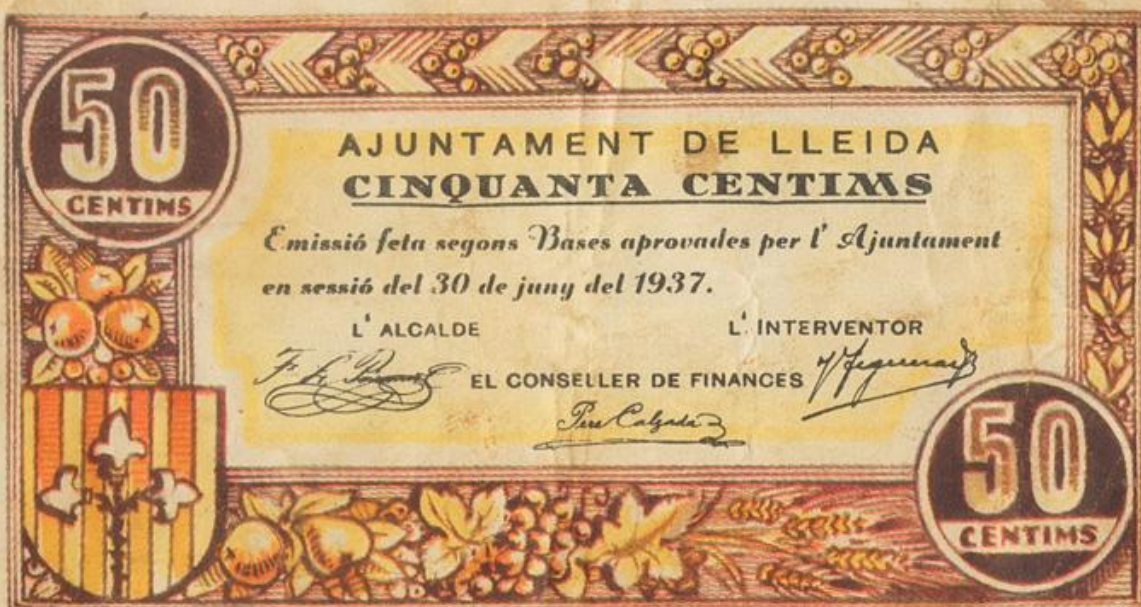 50
CENTIMS
AJUNTAMENT DE LLEIDA
CINQUANTA CENTIMS
Emissió feta segons Bases aprovades per l' Ajuntament
en sessió del 30 de juny del 1937.
L' ALCALDE
L' INTERVENTOR
EL CONSELLER DE FINANCES
Pere Calzada
50
CENTIMS